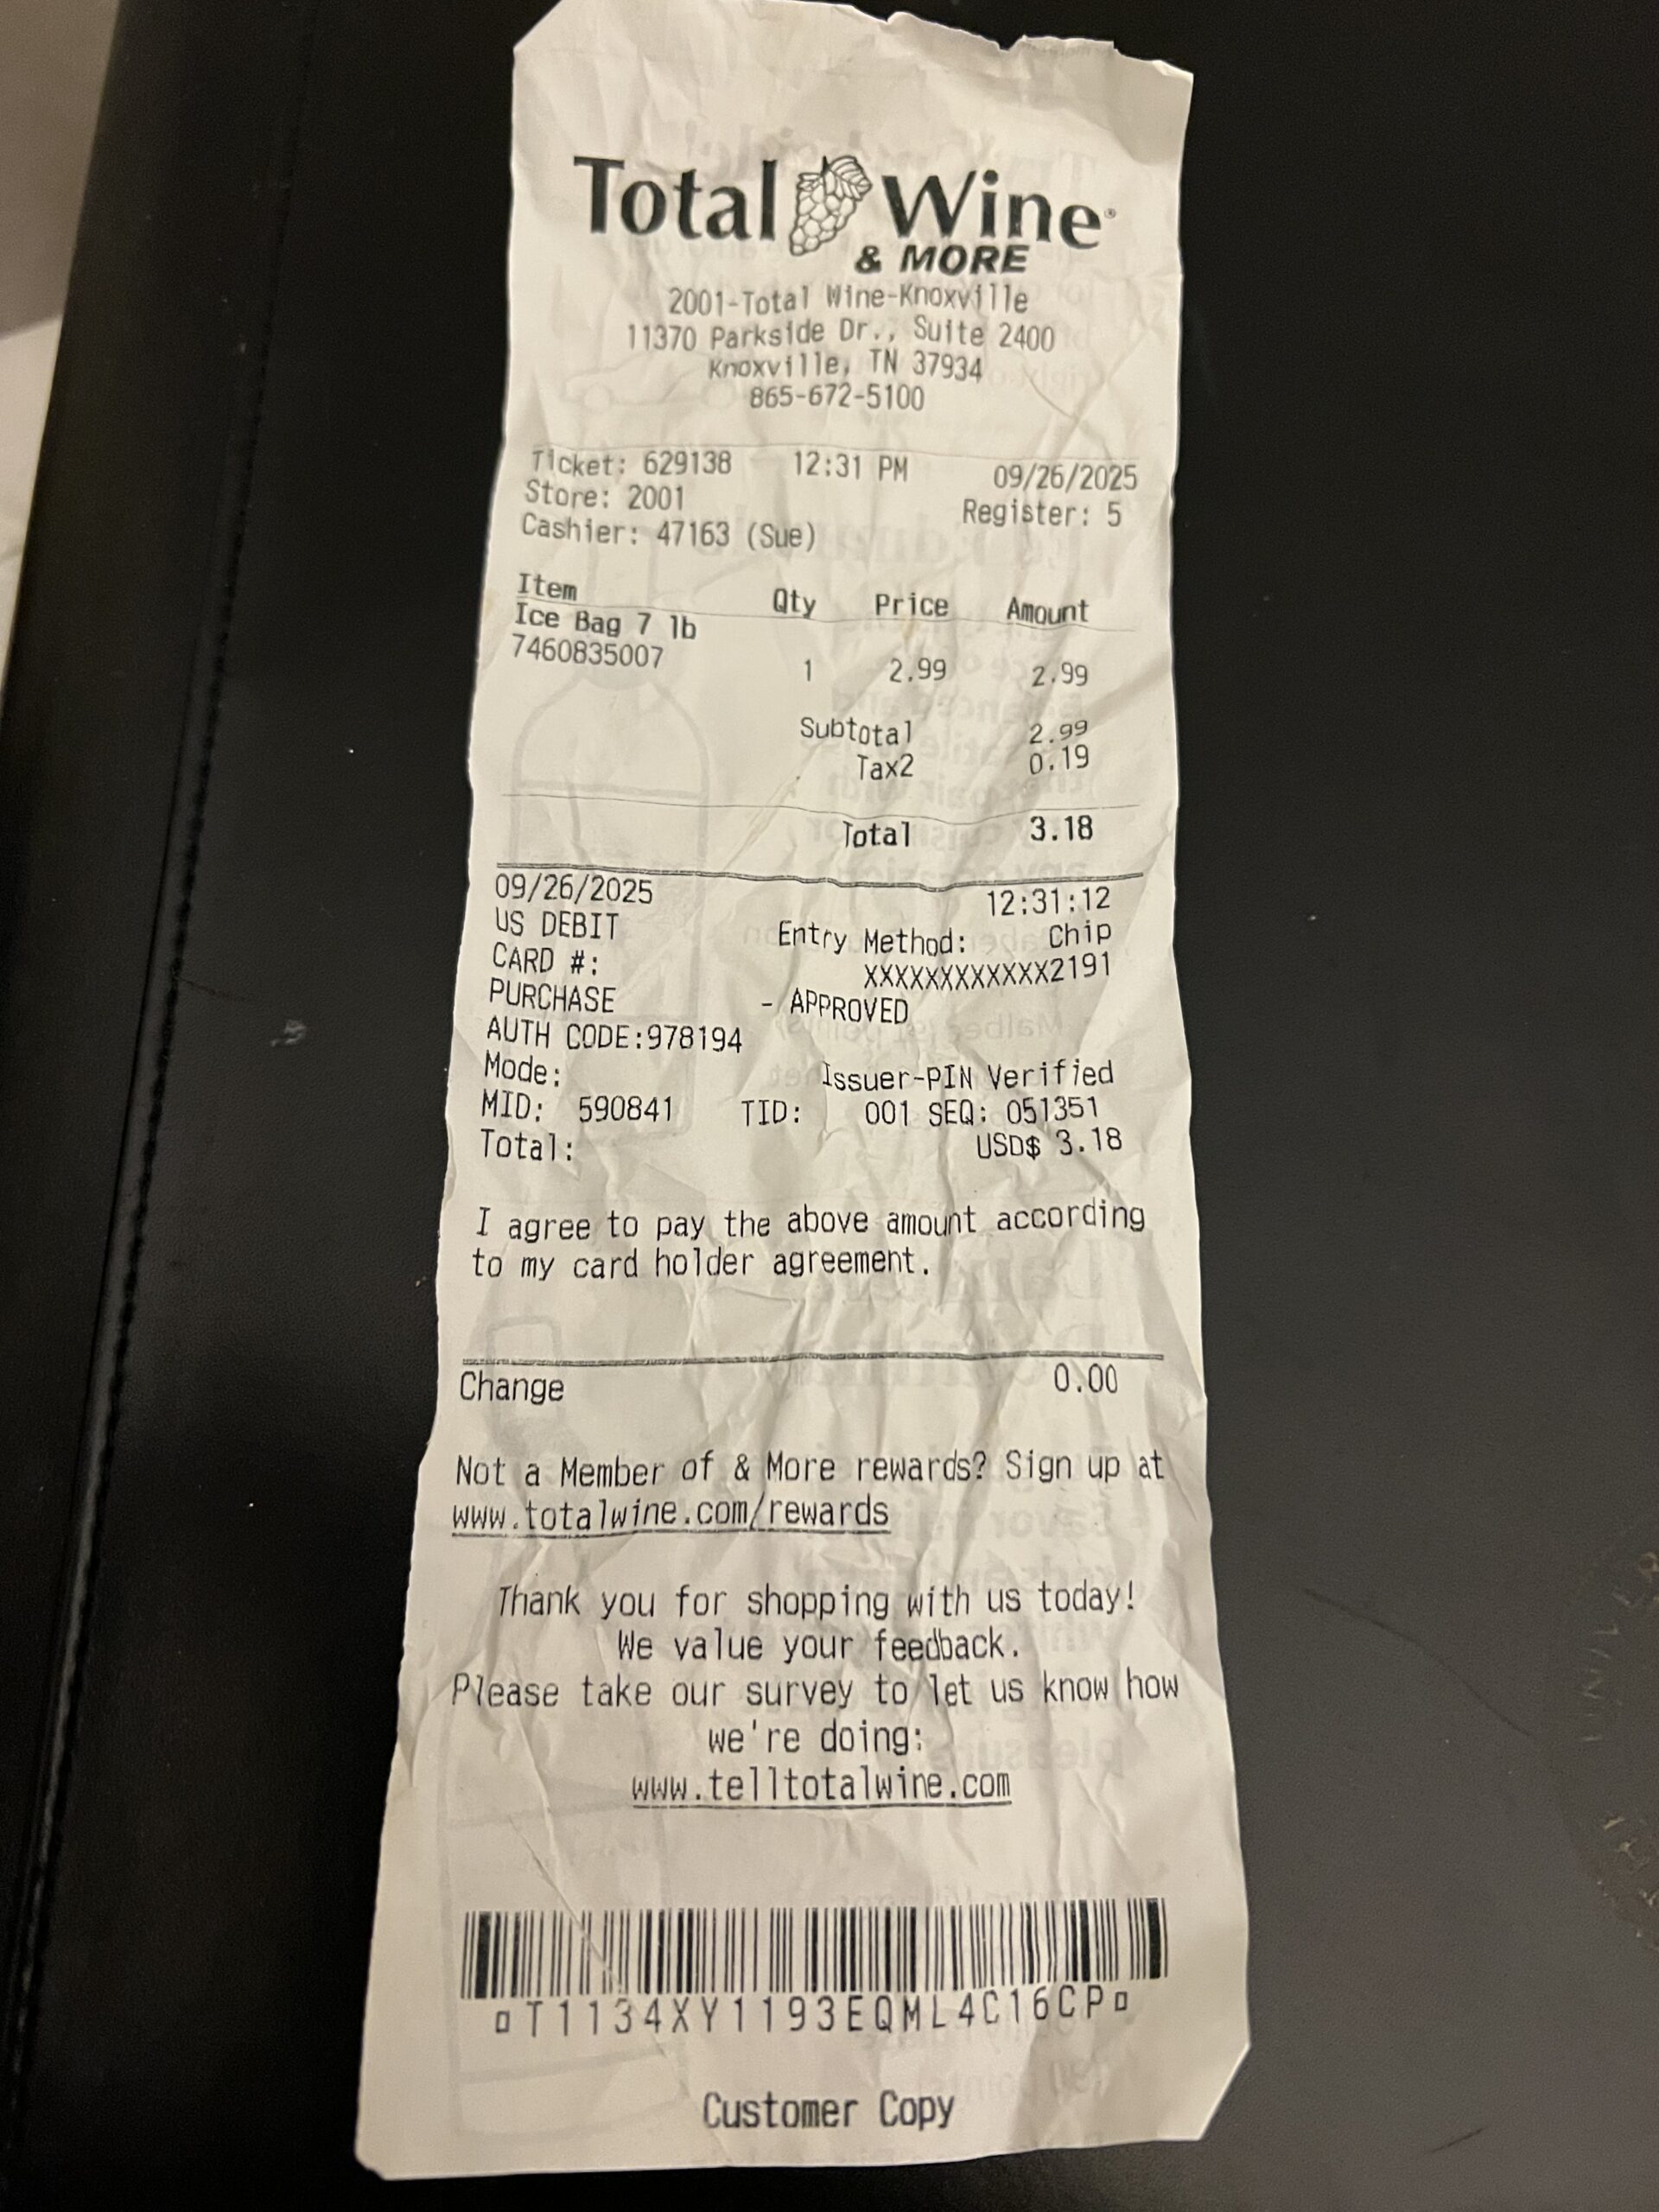 Total Wine
& MORE
2001-Total Wine-Knoxville
11370 Parkside Dr., Suite 2400
Knoxville, TN 37934
865-672-5100
Ticket: 629138 12:31 PM 09/26/2025
Store: 2001 Register: 5
Cashier: 47163 (Sue)
Item Qty Price Amount
Ice Bag 7 lb
7460835007 1 2.99 2.99
Subtotal 2.99
Tax2 0.19
Total 3.18
09/26/2025 12:31:12
US DEBIT Entry Method: Chip
CARD #: XXXXXXXXXXXX2191
PURCHASE - APPROVED
AUTH CODE:978194
Mode: Issuer-PIN Verified
MID: 590841 TID: 001 SEQ: 051351
Total: USD$ 3.18
I agree to pay the above amount according
to my card holder agreement.
Change 0.00
Not a Member of & More rewards? Sign up at
www.totalwine.com/rewards
Thank you for shopping with us today!
We value your feedback.
Please take our survey to let us know how
we're doing:
www.telltotalwine.com
¤T1134XY1193EQML4C16CP¤
Customer Copy